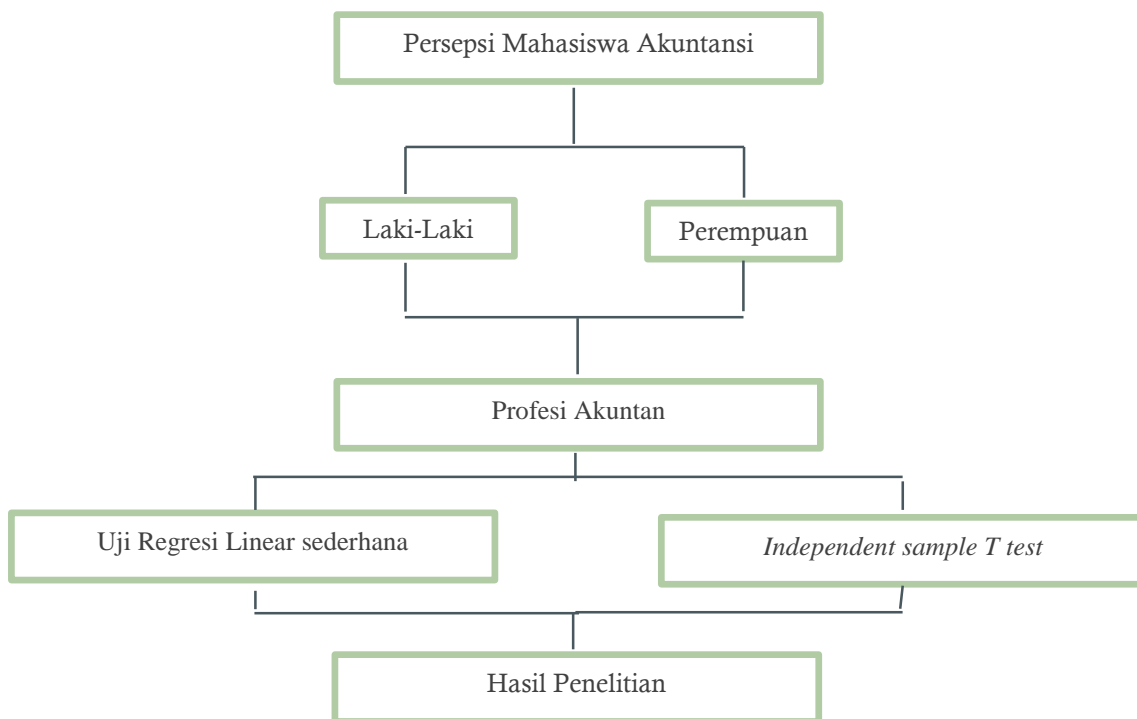 Persepsi Mahasiswa Akuntansi
Laki-Laki
Perempuan
Profesi Akuntan
Uji Regresi Linear sederhana
Independent sample T test
Hasil Penelitian